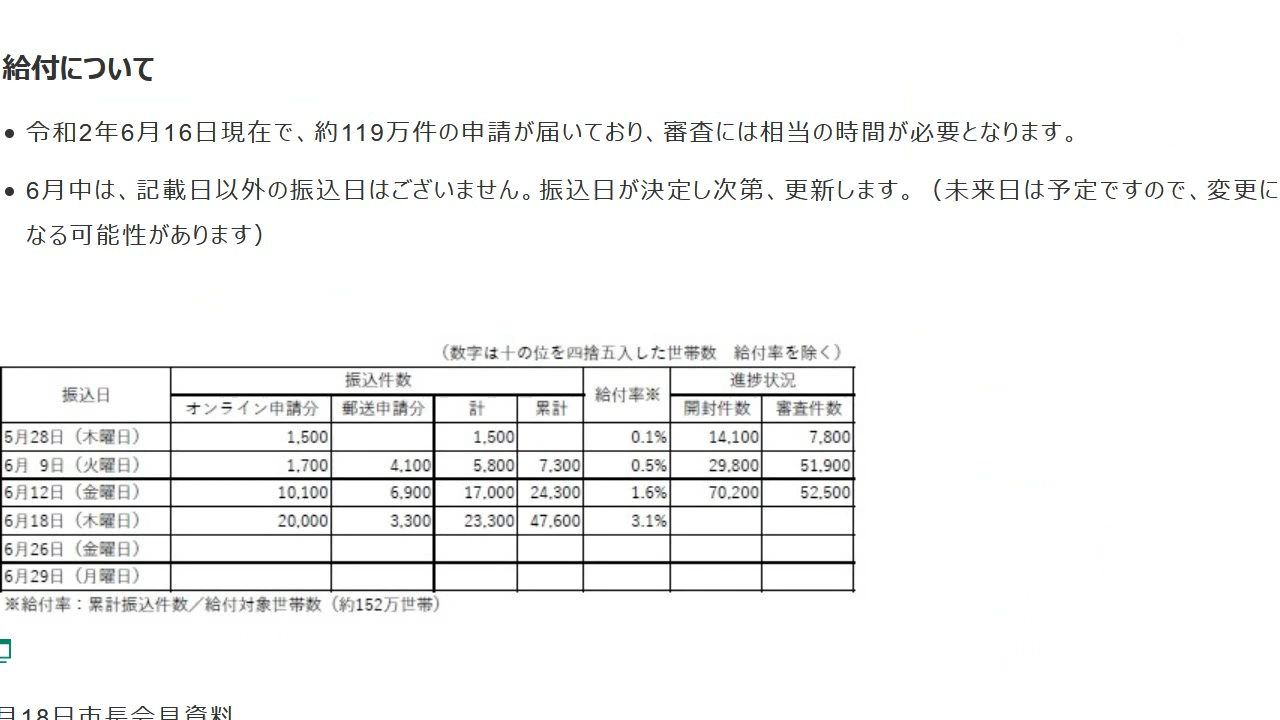 給付について
● 令和2年6月16日現在で、約119万件の申請が届いており、審査には相当の時間が必要となります。
● 6月中は、記載日以外の振込日はございません。振込日が決定し次第、更新します。（未来日は予定ですので、変更に
なる可能性があります）
（数字は十の位を四捨五入した世帯数　給付率を除く）
振込日 振込件数 給付率※ 進捗状況
オンライン申請分 郵送申請分 計 累計 開封件数 審査件数
5月28日（木曜日） 1,500 1,500 0.1% 14,100 7,800
6月 9日（火曜日） 1,700 4,100 5,800 7,300 0.5% 29,800 51,900
6月12日（金曜日） 10,100 6,900 17,000 24,300 1.6% 70,200 52,500
6月18日（木曜日） 20,000 3,300 23,300 47,600 3.1%
6月26日（金曜日）
6月29日（月曜日）
※給付率：累計振込件数／給付対象世帯数（約152万世帯）
月18日市長会見資料